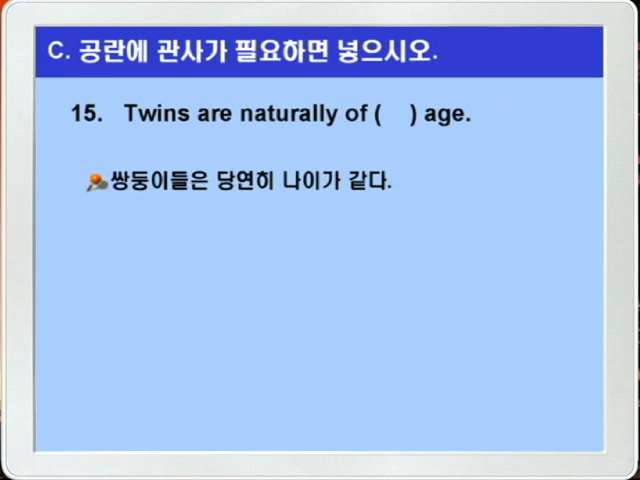 C. 공란에 관사가 필요하면 넣으시오.
15. Twins are naturally of ( ) age.
쌍둥이들은 당연히 나이가 같다.